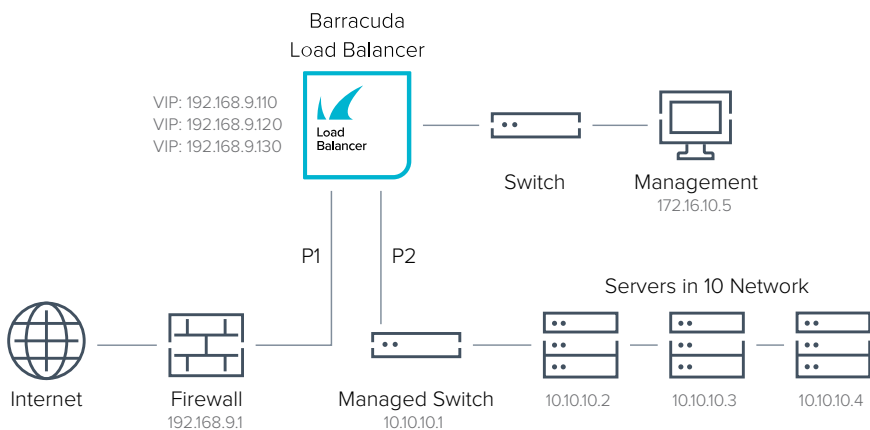 Barracuda
Load Balancer
VIP: 192.168.9.110
VIP: 192.168.9.120
VIP: 192.168.9.130
Load
Balancer
Switch
Management
172.16.10.5
P1
P2
Servers in 10 Network
Internet
Firewall
192.168.9.1
Managed Switch
10.10.10.1
10.10.10.2
10.10.10.3
10.10.10.4